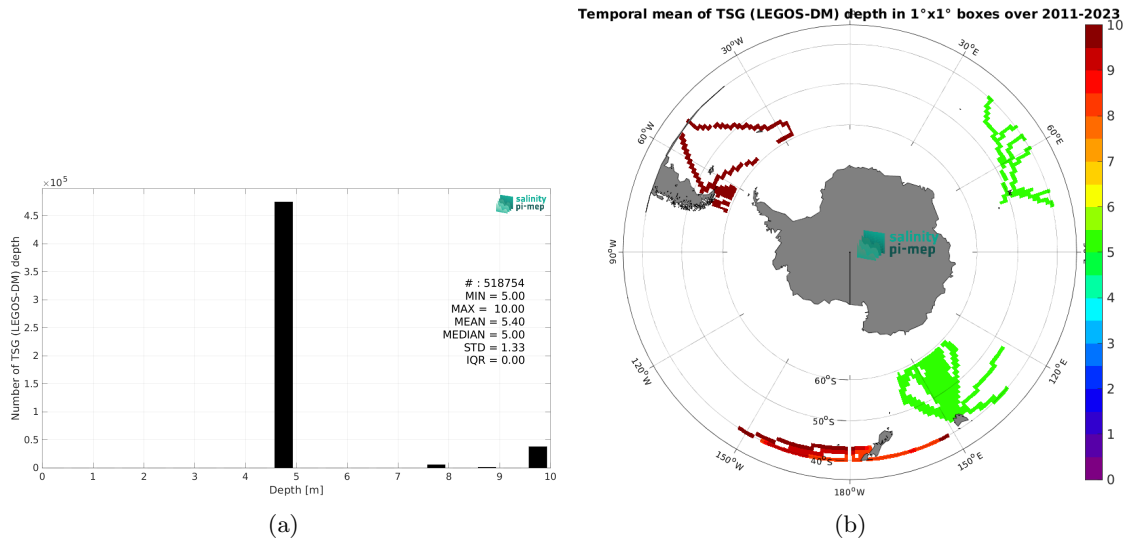 Temporal mean of TSG (LEGOS-DM) depth in 1°x1° boxes over 2011-2023
×10⁵
4.5
4
3.5
3
2.5
2
1.5
1
0.5
0
Number of TSG (LEGOS-DM) depth
salinity
pi-mep
# : 518754
MIN = 5.00
MAX = 10.00
MEAN = 5.40
MEDIAN = 5.00
STD = 1.33
IQR = 0.00
0 1 2 3 4 5 6 7 8 9 10
Depth [m]
(a)
30°W
30°E
60°W
60°E
90°W
120°W
120°E
150°W
150°E
180°W
60°S
50°S
40°S
salinity
pi-mep
10
9
8
7
6
5
4
3
2
1
0
(b)